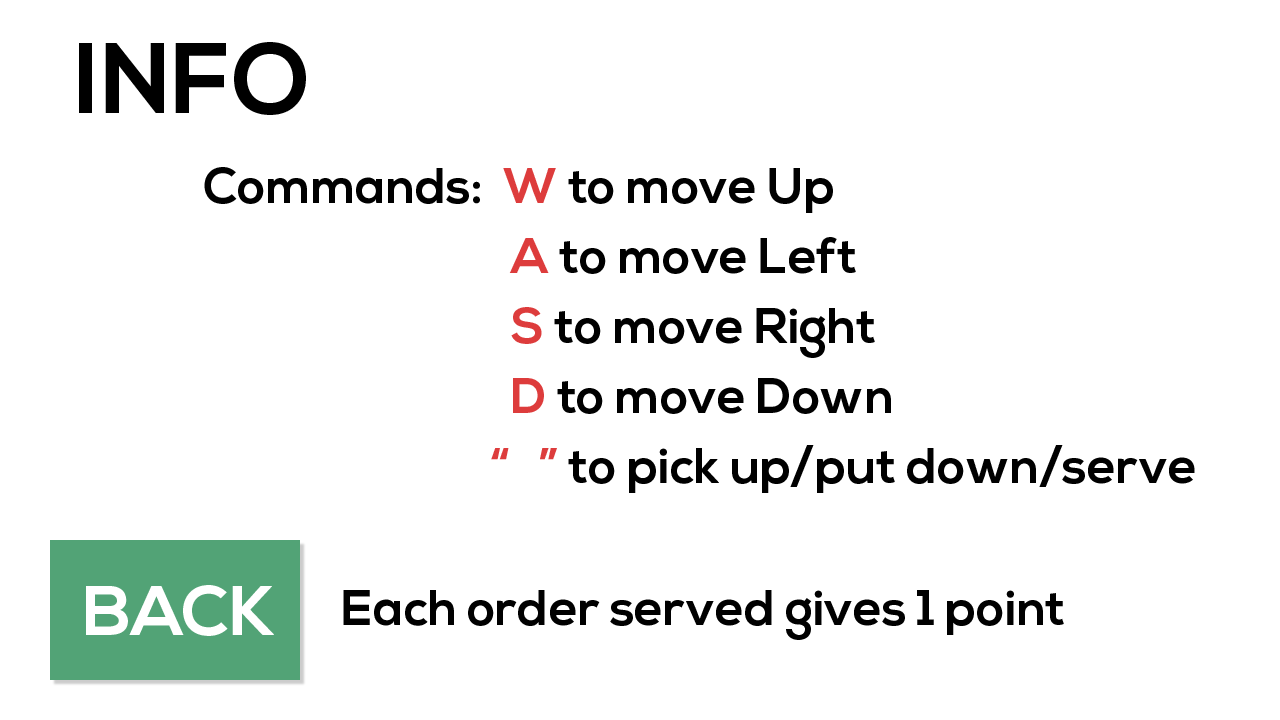 INFO
Commands: W to move Up
A to move Left
S to move Right
D to move Down
“ ” to pick up/put down/serve
BACK
Each order served gives 1 point